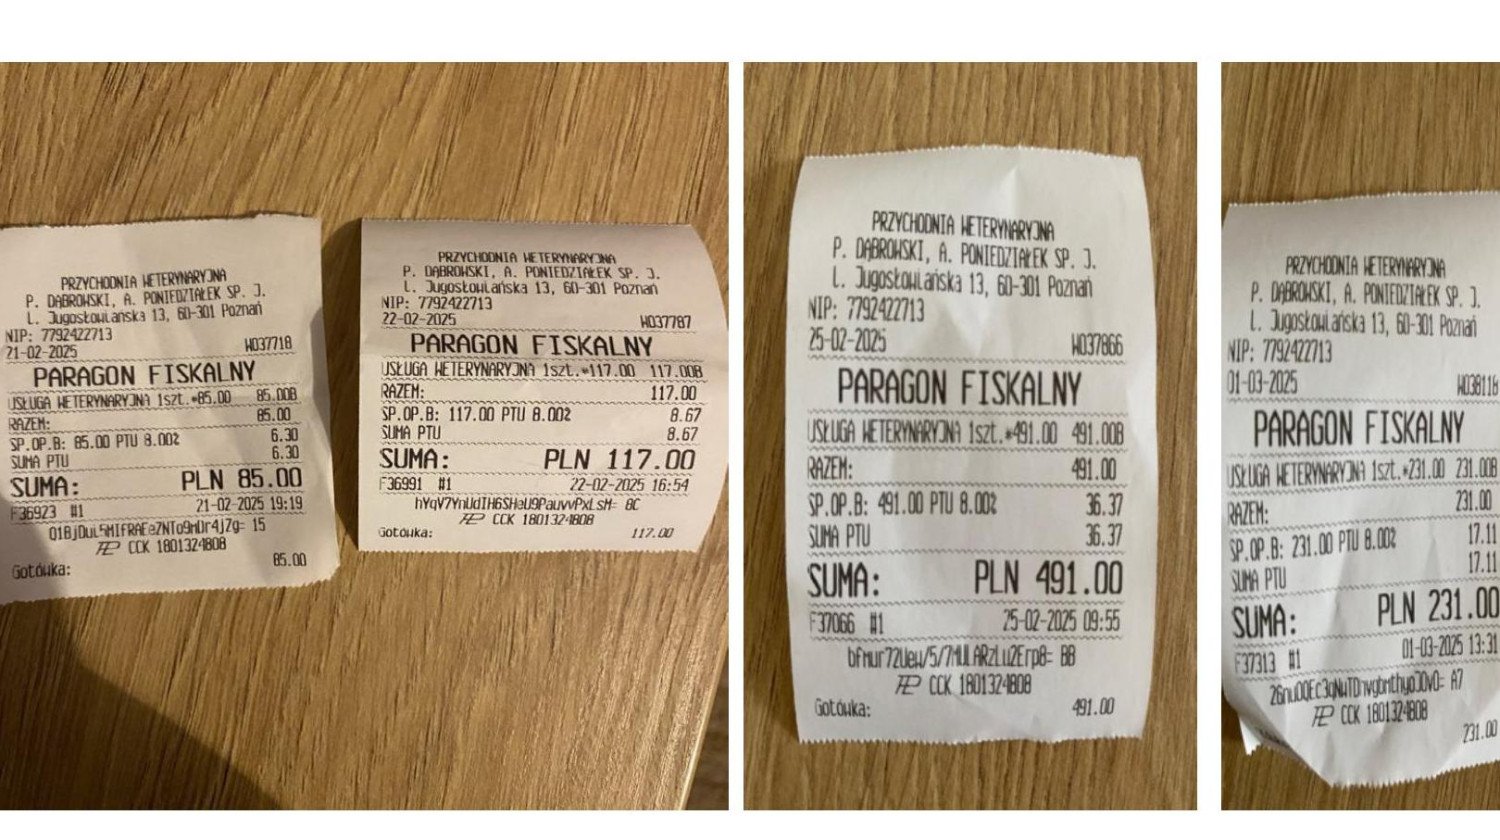 PRZYCHODNIA WETERYNARYJNA
P. DĄBROWSKI, A. PONIEDZIAŁEK SP. J.
L. Jugosłowiańska 13, 60-301 Poznań
NIP: 7792422713
21-02-2025 W037718
PARAGON FISKALNY
USŁUGA WETERYNARYJNA 1szt.*85.00 85.00B
RAZEM: 85.00
SP.OP.B: 85.00 PTU 8.00% 6.30
SUMA PTU 6.30
SUMA: PLN 85.00
F36923 #1 21-02-2025 19:19
15
CCK 1801324808
Gotówka: 85.00
PRZYCHODNIA WETERYNARYJNA
P. DĄBROWSKI, A. PONIEDZIAŁEK SP. J.
L. Jugosłowiańska 13, 60-301 Poznań
NIP: 7792422713
22-02-2025 W037787
PARAGON FISKALNY
USŁUGA WETERYNARYJNA 1szt.*117.00 117.00B
RAZEM: 117.00
SP.OP.B: 117.00 PTU 8.00% 8.67
SUMA PTU 8.67
SUMA: PLN 117.00
F36991 #1 22-02-2025 16:54
8C
CCK 1801324808
Gotówka: 117.00
PRZYCHODNIA WETERYNARYJNA
P. DĄBROWSKI, A. PONIEDZIAŁEK SP. J.
L. Jugosłowiańska 13, 60-301 Poznań
NIP: 7792422713
25-02-2025 W037866
PARAGON FISKALNY
USŁUGA WETERYNARYJNA 1szt.*491.00 491.00B
RAZEM: 491.00
SP.OP.B: 491.00 PTU 8.00% 36.37
SUMA PTU 36.37
SUMA: PLN 491.00
F37066 #1 25-02-2025 09:55
BB
CCK 1801324808
Gotówka: 491.00
PRZYCHODNIA WETERYNARYJNA
P. DĄBROWSKI, A. PONIEDZIAŁEK SP. J.
L. Jugosłowiańska 13, 60-301 Poznań
NIP: 7792422713
01-03-2025 W038116
PARAGON FISKALNY
USŁUGA WETERYNARYJNA 1szt.*231.00 231.00B
RAZEM: 231.00
SP.OP.B: 231.00 PTU 8.00% 17.11
SUMA PTU 17.11
SUMA: PLN 231.00
F37313 #1 01-03-2025 13:31
A7
CCK 1801324808
231.00